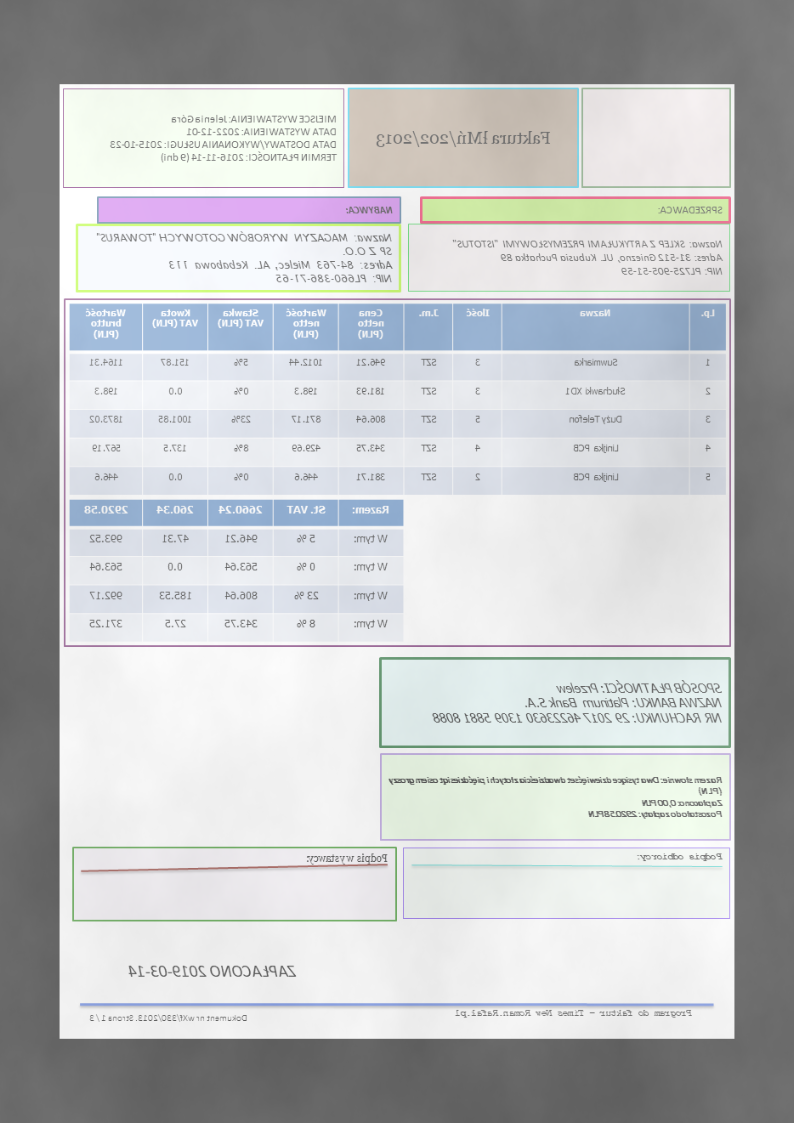 Faktura łMń/202/2013
MIEJSCE WYSTAWIENIA: Jelenia Góra
DATA WYSTAWIENIA: 2022-12-01
DATA DOSTAWY/WYKONANIA USŁUGI: 2015-10-23
TERMIN PŁATNOŚCI: 2016-11-14 (9 dni)
SPRZEDAWCA:
Nazwa: SKLEP Z ARTYKUŁAMI PRZEMYSŁOWYMI "ISTOTUS"
Adres: 31-512 Gniezno, UL. Kubusia Puchatka 89
NIP: PL725-905-51-59
NABYWCA:
Nazwa: MAGAZYN WYROBÓW GOTOWYCH "TOWARUS"
SP Z O.O.
Adres: 84-763 Mielec, AL. Kebabowa 113
NIP: PL660-386-71-65
Lp. Nazwa Ilość J.m. Cena netto (PLN) Wartość netto (PLN) Stawka VAT (PLN) Kwota VAT (PLN) Wartość brutto (PLN)
1 Suwmiarka 3 SZT 946.21 1012.44 5% 151.87 1164.31
2 Słuchawki XD1 3 SZT 181.93 198.3 0% 0.0 198.3
3 Duży Telefon 5 SZT 806.64 871.17 23% 1001.85 1873.02
4 Linijka PCB 4 SZT 343.75 429.69 8% 137.5 567.19
5 Linijka PCB 2 SZT 381.71 446.6 0% 0.0 446.6
Razem: St. VAT 2660.24 260.34 2920.58
W tym: 5 % 946.21 47.31 993.52
W tym: 0 % 563.64 0.0 563.64
W tym: 23 % 806.64 185.53 992.17
W tym: 8 % 343.75 27.5 371.25
SPOSÓB PŁATNOŚCI: Przelew
NAZWA BANKU: Platinum Bank S.A.
NR RACHUNKU: 29 2017 46223630 1309 5881 8088
Razem słownie: Dwa tysiące dziewięćset dwadzieścia złotych i pięćdziesiąt osiem groszy
(PLN)
Zapłacono: 0,00 PLN
Pozostało do zapłaty: 2920.58 PLN
Podpis odbiorcy:
Podpis wystawcy:
ZAPŁACONO 2019-03-14
Program do faktur – Times New Roman.Rafal.pl
Dokument nr wXf/330/2013. Strona 1 / 3